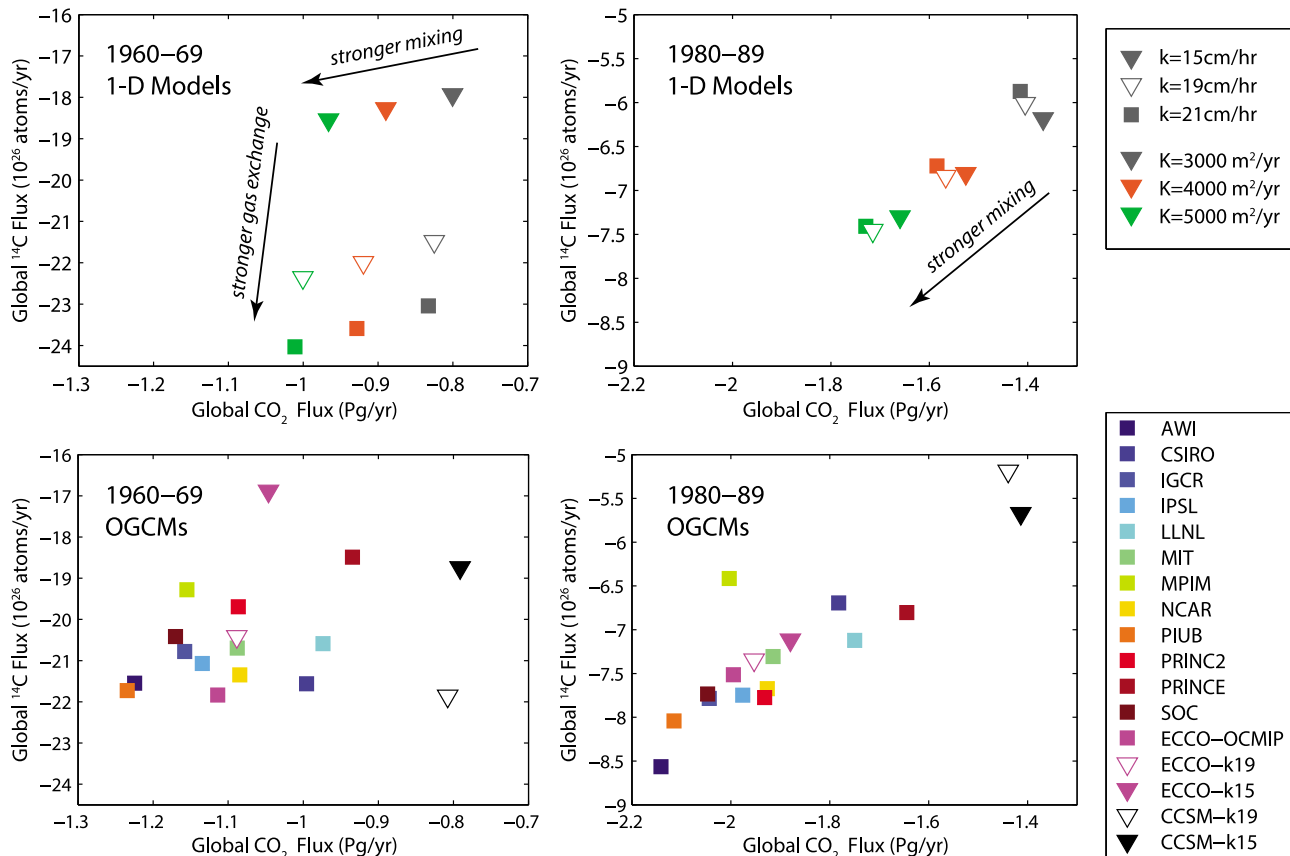 1960–69
1-D Models
stronger mixing
stronger gas exchange
Global ¹⁴C Flux (10²⁶ atoms/yr)
−16
−17
−18
−19
−20
−21
−22
−23
−24
−1.3
−1.2
−1.1
−1
−0.9
−0.8
−0.7
Global CO₂ Flux (Pg/yr)
1980–89
1-D Models
stronger mixing
Global ¹⁴C Flux (10²⁶ atoms/yr)
−5
−5.5
−6
−6.5
−7
−7.5
−8
−8.5
−9
−2.2
−2
−1.8
−1.6
−1.4
Global CO₂ Flux (Pg/yr)
k=15cm/hr
k=19cm/hr
k=21cm/hr
K=3000 m²/yr
K=4000 m²/yr
K=5000 m²/yr
1960–69
OGCMs
Global ¹⁴C Flux (10²⁶ atoms/yr)
−16
−17
−18
−19
−20
−21
−22
−23
−24
−1.3
−1.2
−1.1
−1
−0.9
−0.8
−0.7
Global CO₂ Flux (Pg/yr)
1980–89
OGCMs
Global ¹⁴C Flux (10²⁶ atoms/yr)
−5
−5.5
−6
−6.5
−7
−7.5
−8
−8.5
−9
−2.2
−2
−1.8
−1.6
−1.4
Global CO₂ Flux (Pg/yr)
AWI
CSIRO
IGCR
IPSL
LLNL
MIT
MPIM
NCAR
PIUB
PRINC2
PRINCE
SOC
ECCO−OCMIP
ECCO−k19
ECCO−k15
CCSM−k19
CCSM−k15